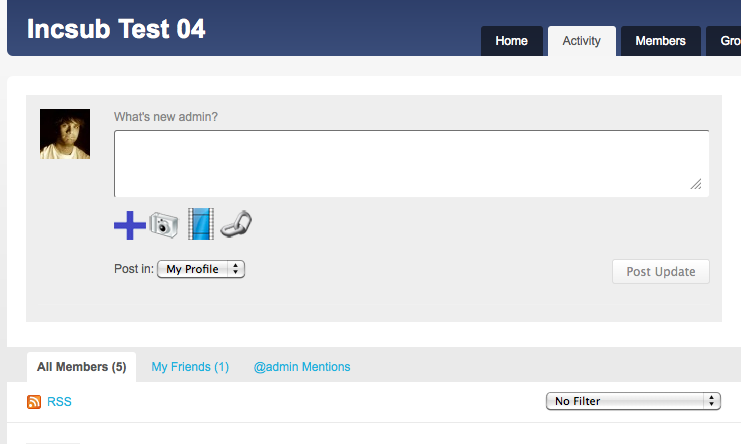 Incsub Test 04
Home Activity Members Gro
What's new admin?
Post in: My Profile
Post Update
All Members (5) My Friends (1) @admin Mentions
RSS No Filter